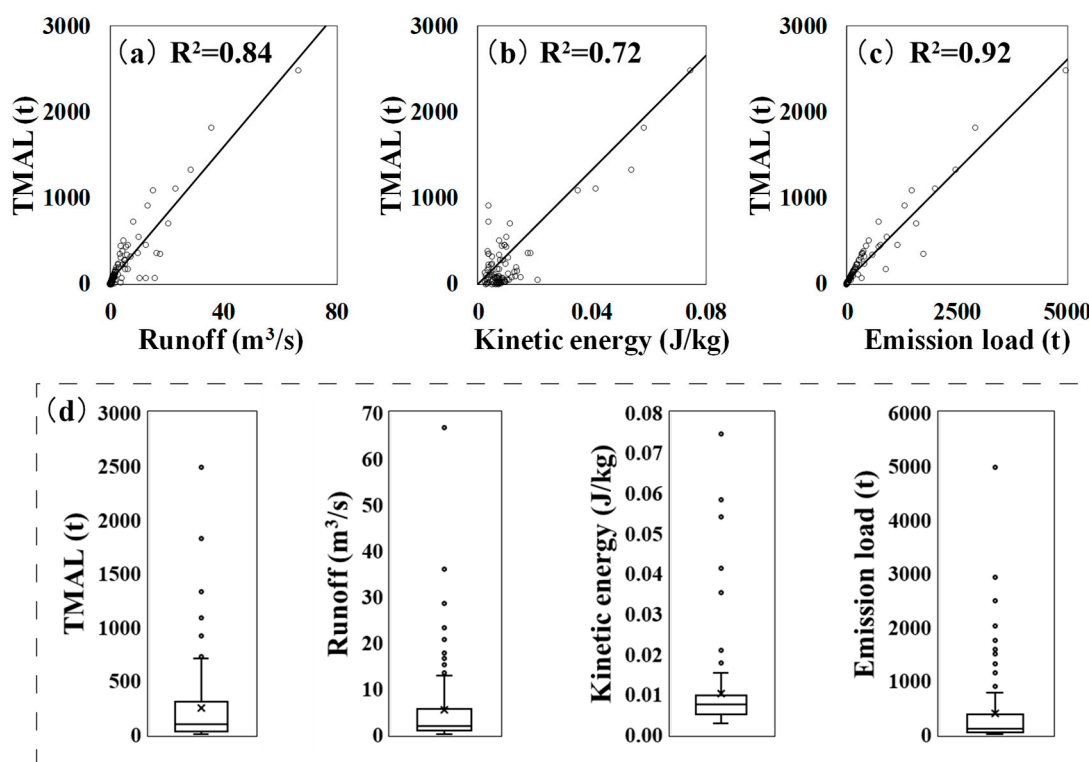 (a) R²=0.84
3000
2000
1000
0
TMAL (t)
0 40 80
Runoff (m³/s)
(b) R²=0.72
3000
2000
1000
0
TMAL (t)
0 0.04 0.08
Kinetic energy (J/kg)
(c) R²=0.92
3000
2000
1000
0
TMAL (t)
0 2500 5000
Emission load (t)
(d)
3000
2500
2000
1500
1000
500
0
TMAL (t)
70
60
50
40
30
20
10
0
Runoff (m³/s)
0.08
0.07
0.06
0.05
0.04
0.03
0.02
0.01
0.00
Kinetic energy (J/kg)
6000
5000
4000
3000
2000
1000
0
Emission load (t)